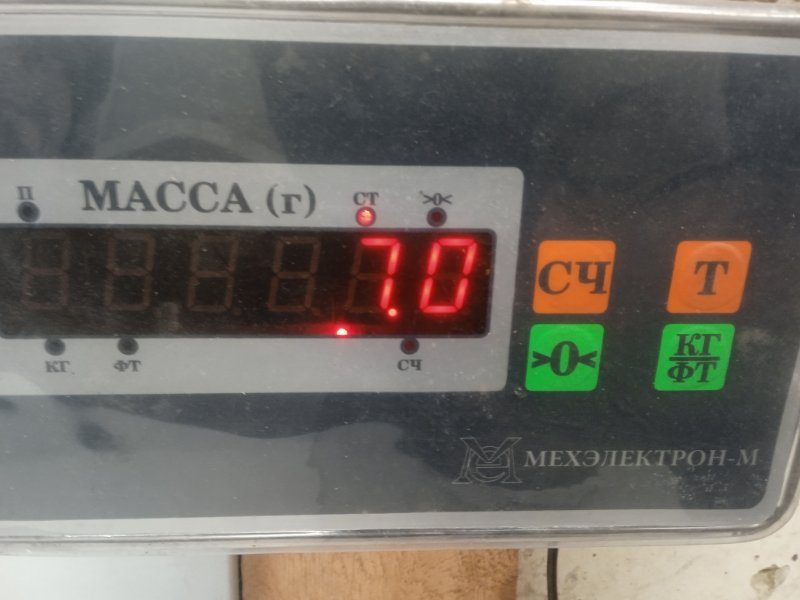 П МАССА (г) СТ >0<
7.0
КГ ФТ СЧ
СЧ Т
>0< КГ
ФТ
МЕХЭЛЕКТРОН-М